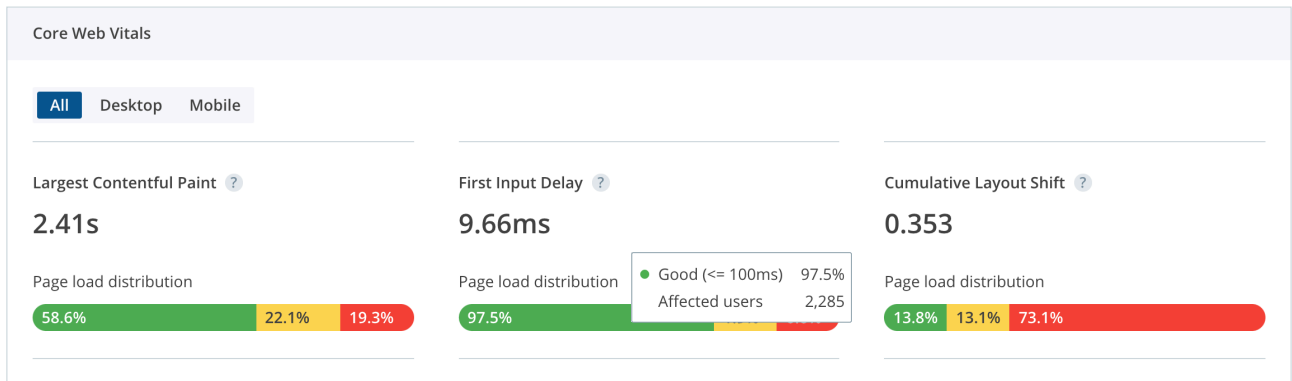 Core Web Vitals
All Desktop Mobile
Largest Contentful Paint ?
2.41s
Page load distribution
58.6% 22.1% 19.3%
First Input Delay ?
9.66ms
Page load distribution
97.5%
Good (<= 100ms) 97.5%
Affected users 2,285
Cumulative Layout Shift ?
0.353
Page load distribution
13.8% 13.1% 73.1%